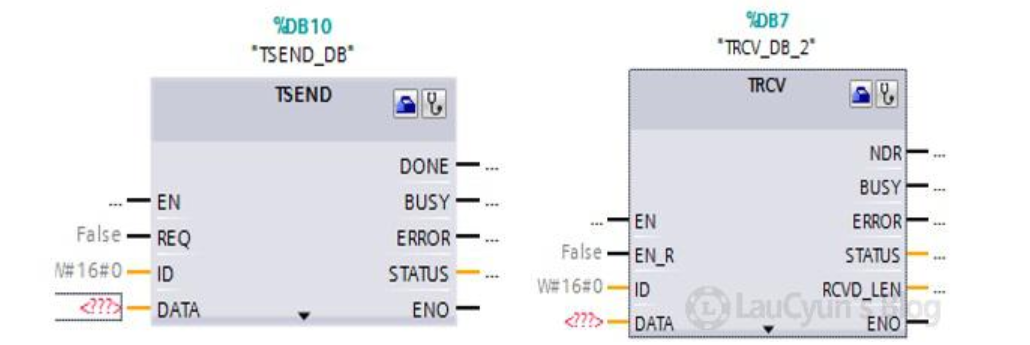 %DB10
"TSEND_DB"
TSEND
DONE
... EN BUSY ...
False REQ ERROR ...
W#16#0 ID STATUS ...
<???> DATA ENO
%DB7
"TRCV_DB_2"
TRCV
NDR ...
BUSY ...
... EN ERROR ...
False EN_R STATUS ...
W#16#0 ID RCVD_LEN ...
<???> DATA ENO
LauCyun's Blog